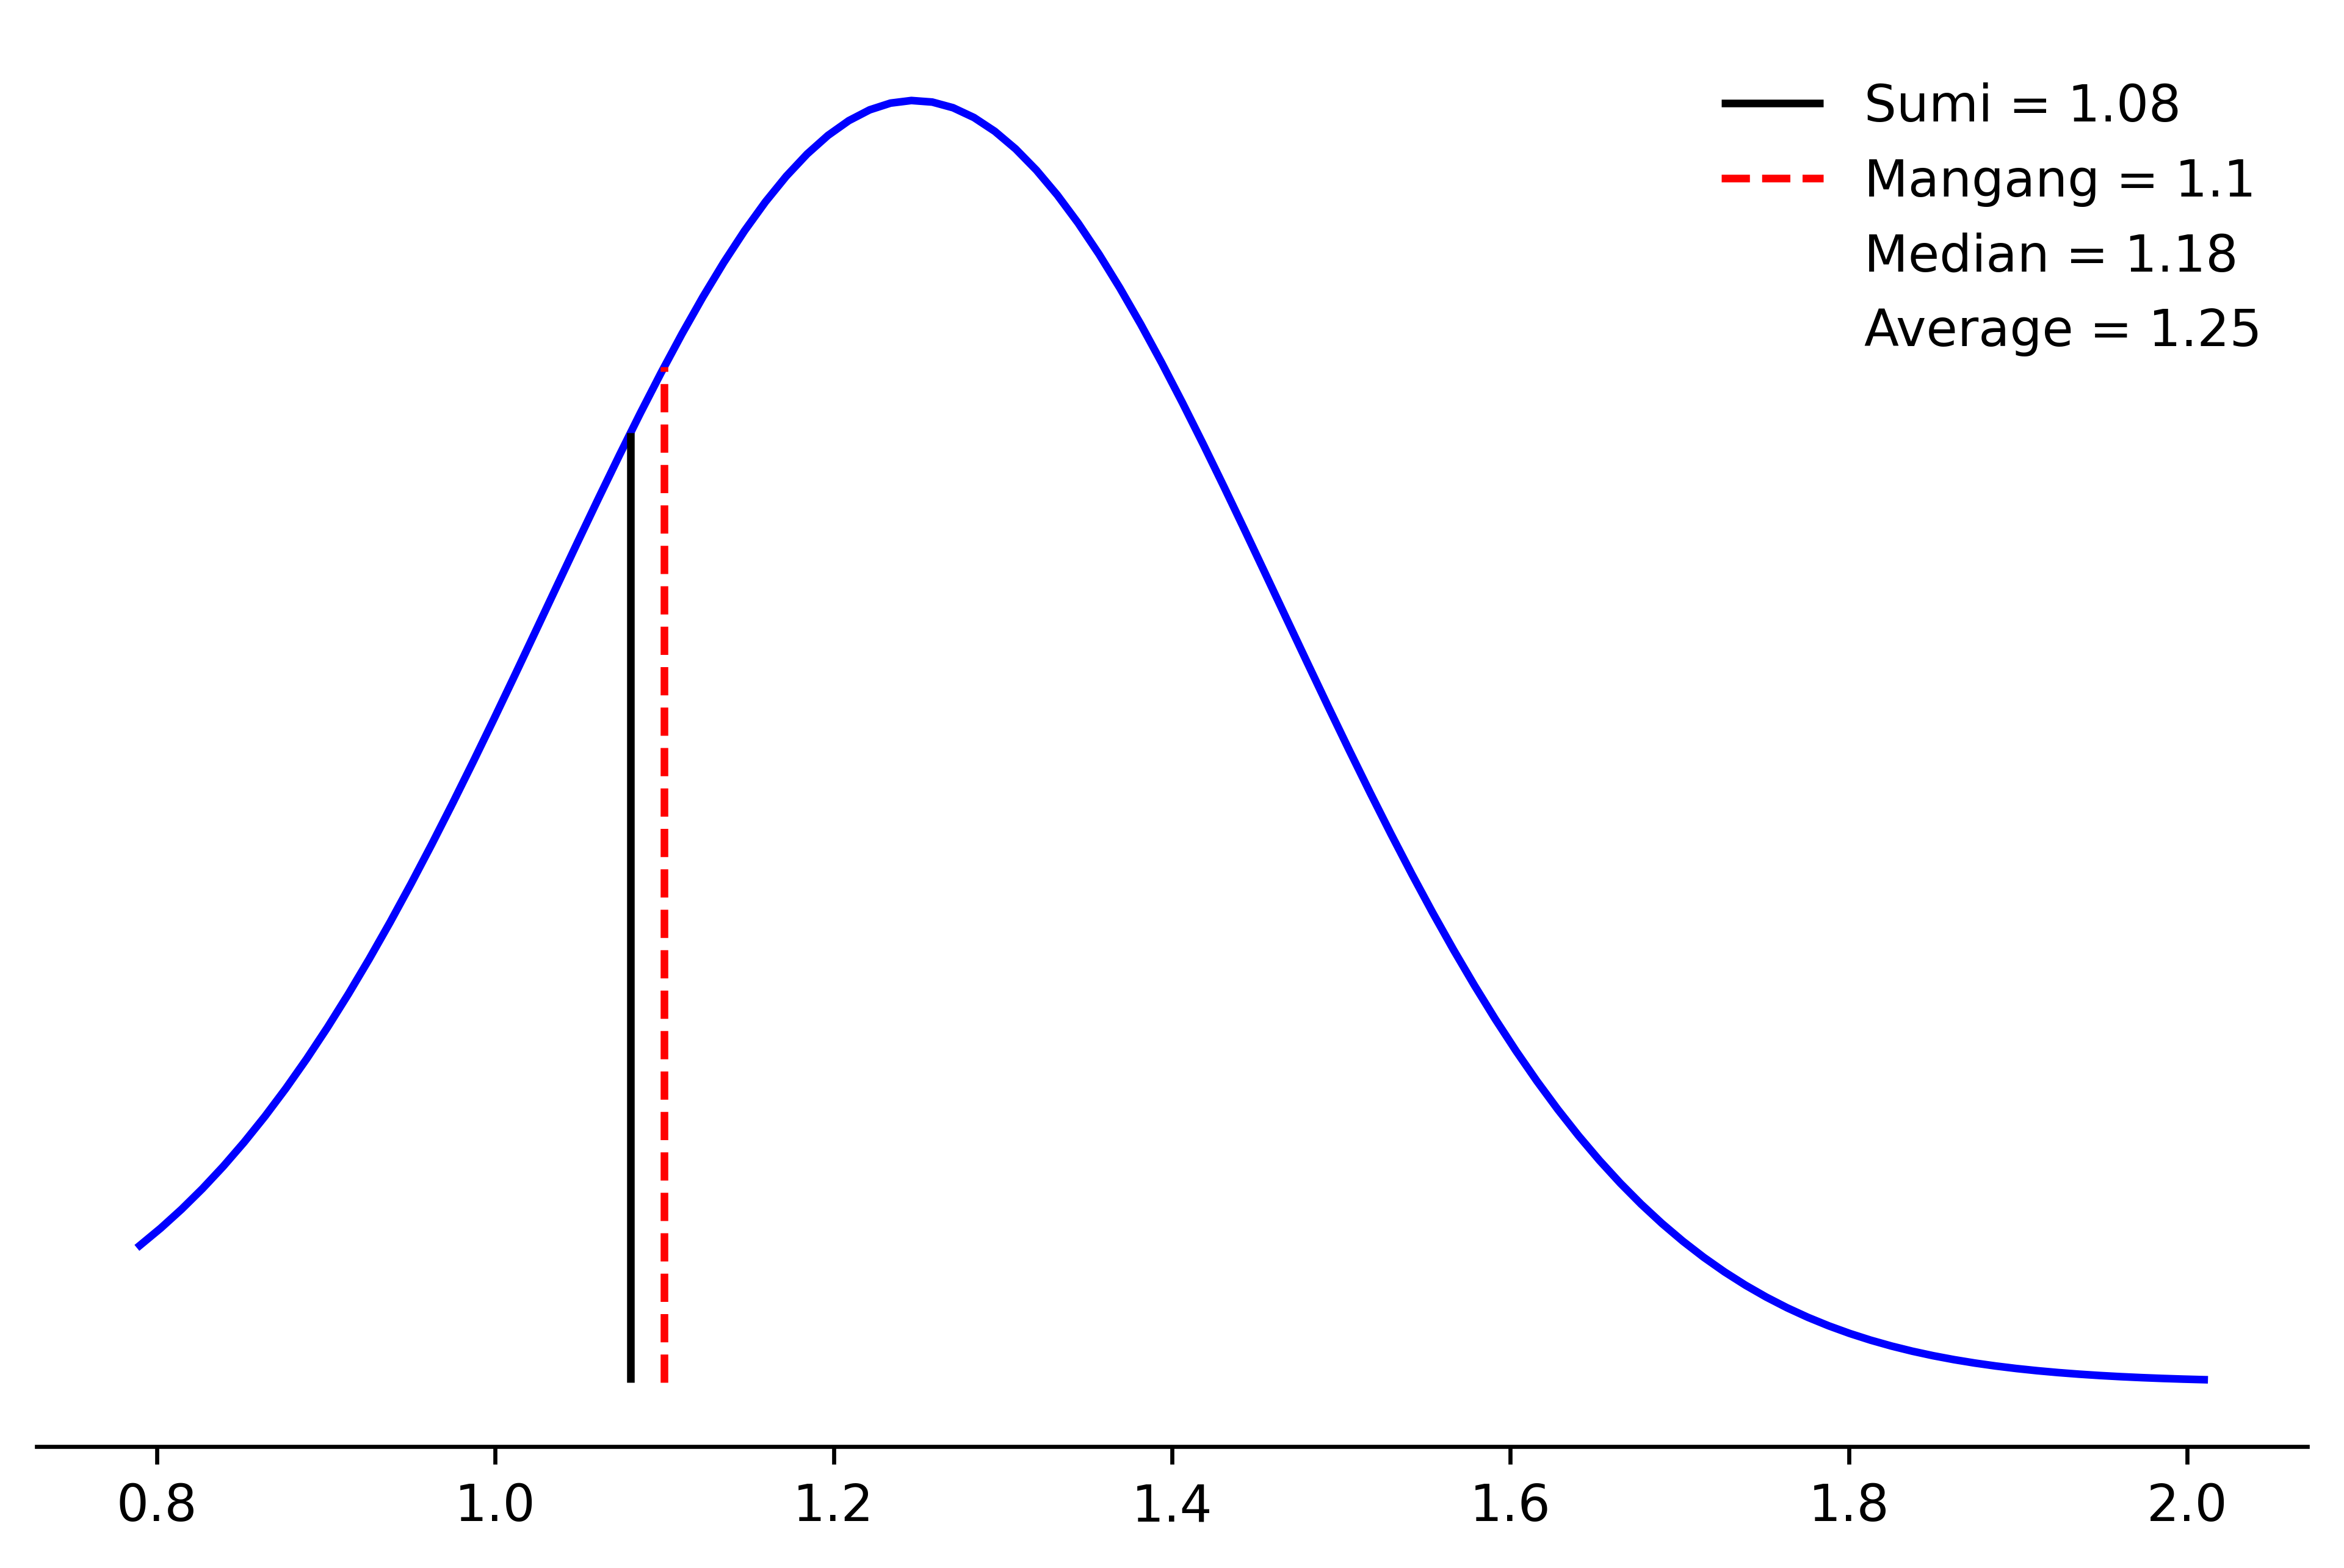 Sumi = 1.08
Mangang = 1.1
Median = 1.18
Average = 1.25
0.8 1.0 1.2 1.4 1.6 1.8 2.0